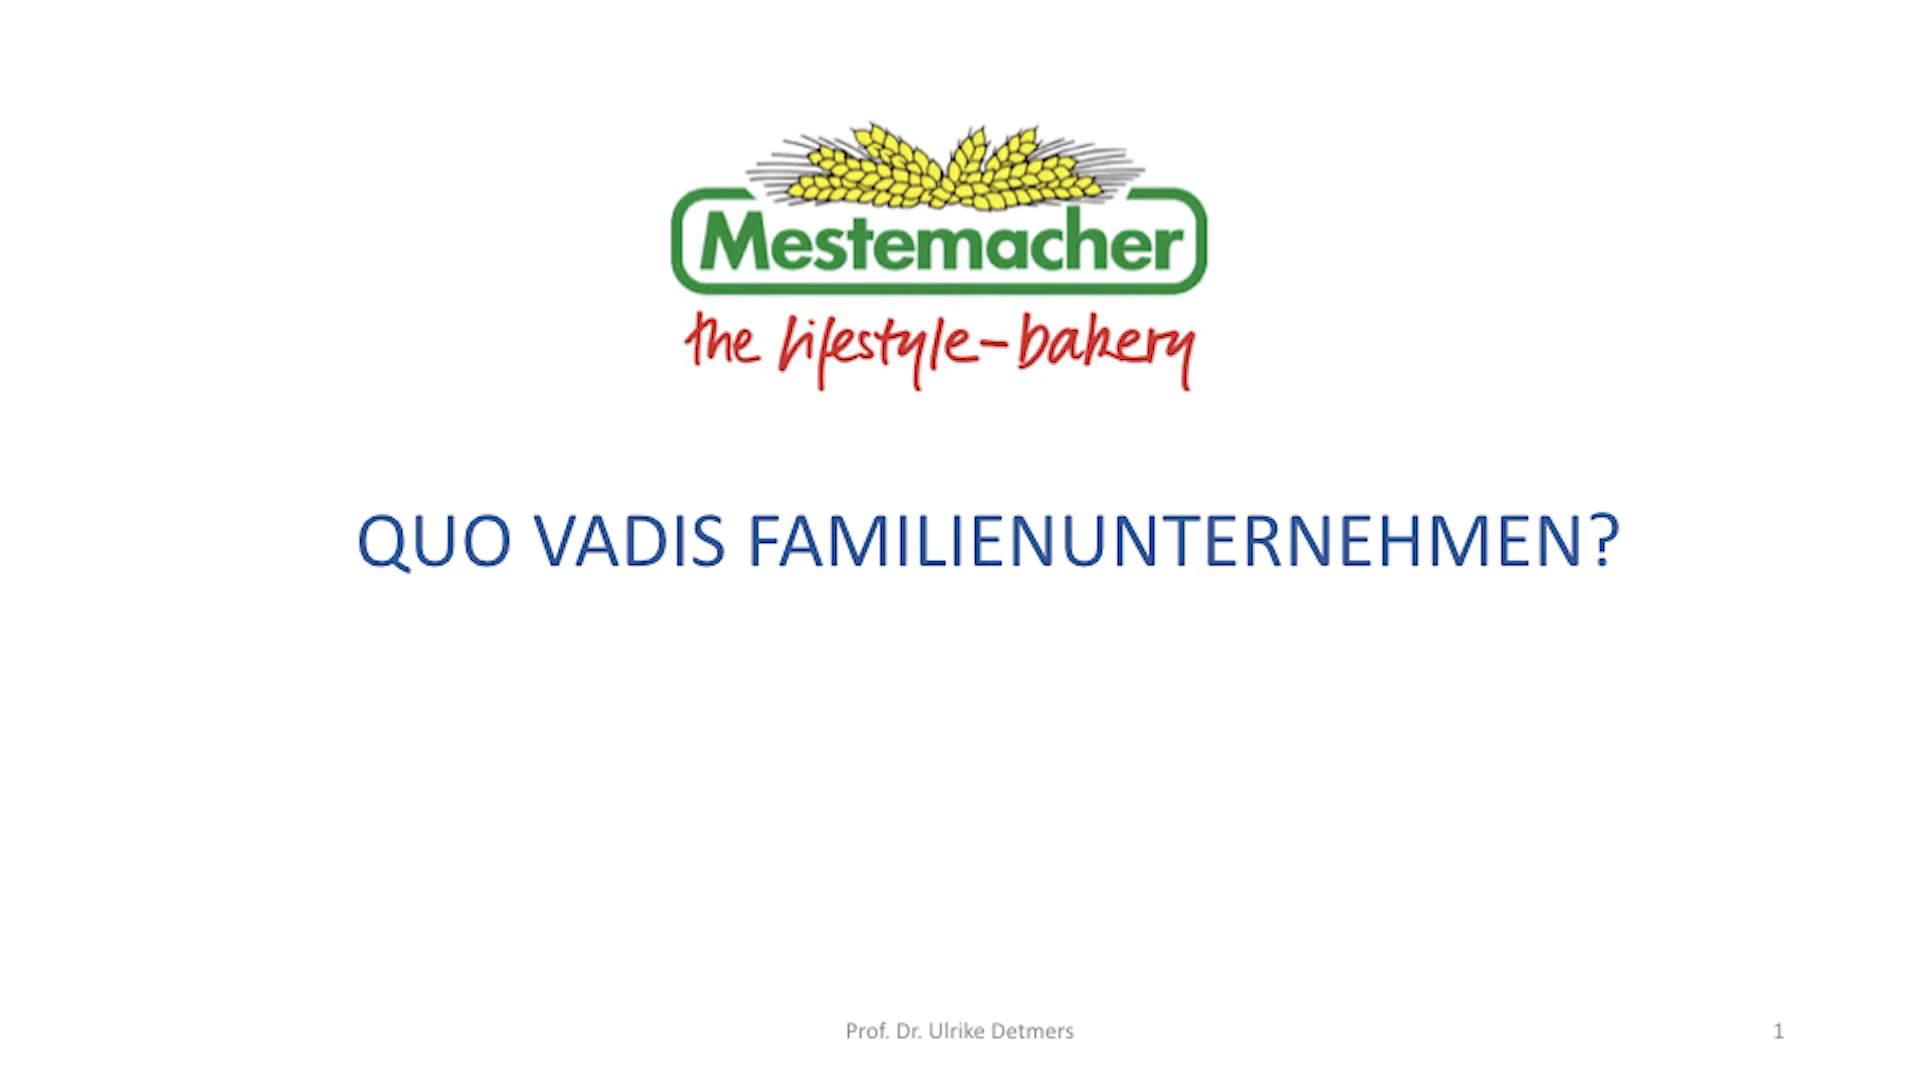 Mestemacher
the lifestyle-bakery
QUO VADIS FAMILIENUNTERNEHMEN?
Prof. Dr. Ulrike Detmers
1